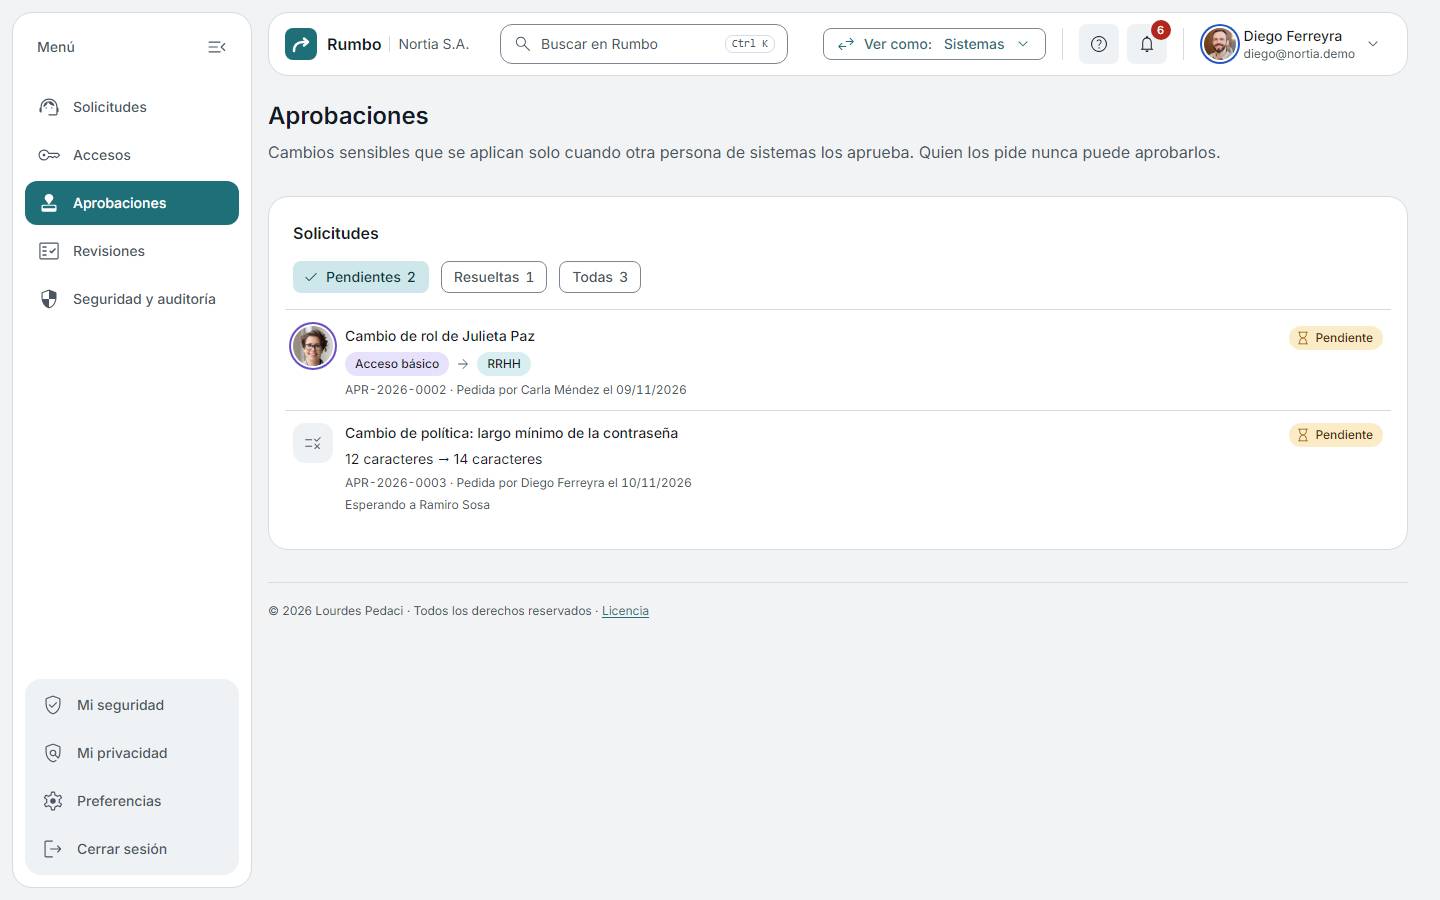 Menú
Solicitudes
Accesos
Aprobaciones
Revisiones
Seguridad y auditoría
Mi seguridad
Mi privacidad
Preferencias
Cerrar sesión
Rumbo Nortia S.A.
Buscar en Rumbo Ctrl K
Ver como: Sistemas
6
Diego Ferreyra
diego@nortia.demo
Aprobaciones
Cambios sensibles que se aplican solo cuando otra persona de sistemas los aprueba. Quien los pide nunca puede aprobarlos.
Solicitudes
Pendientes 2 Resueltas 1 Todas 3
Cambio de rol de Julieta Paz Pendiente
Acceso básico → RRHH
APR-2026-0002 · Pedida por Carla Méndez el 09/11/2026
Cambio de política: largo mínimo de la contraseña Pendiente
12 caracteres → 14 caracteres
APR-2026-0003 · Pedida por Diego Ferreyra el 10/11/2026
Esperando a Ramiro Sosa
© 2026 Lourdes Pedaci · Todos los derechos reservados · Licencia